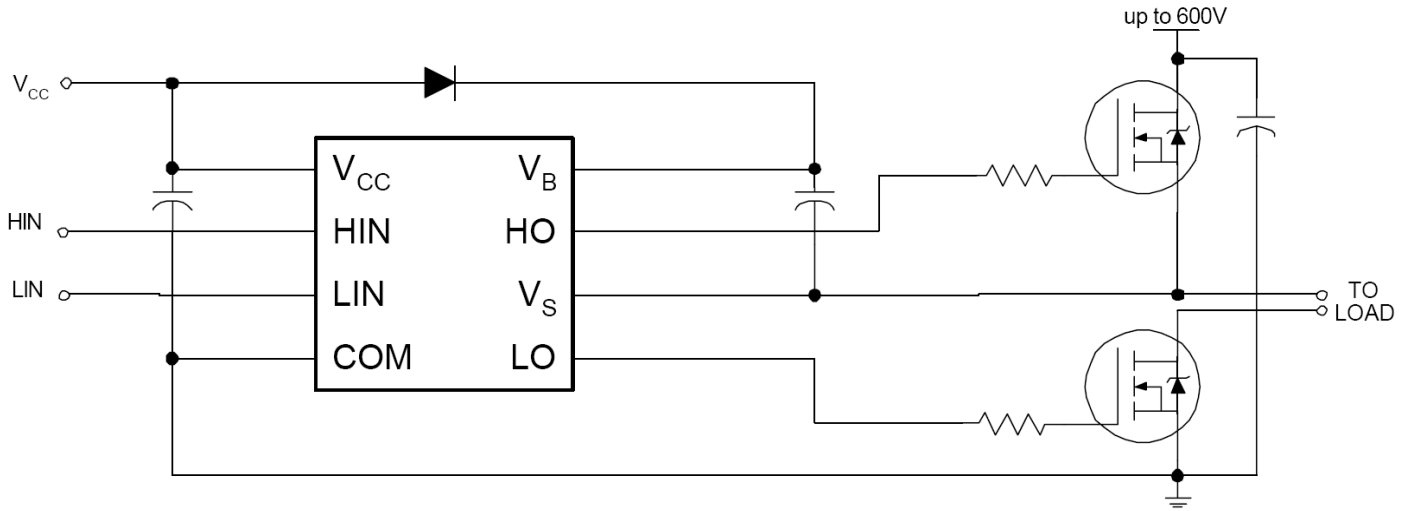 up to 600V
VCC
VCC VB
HIN HIN HO
LIN LIN VS TO
LOAD
COM LO